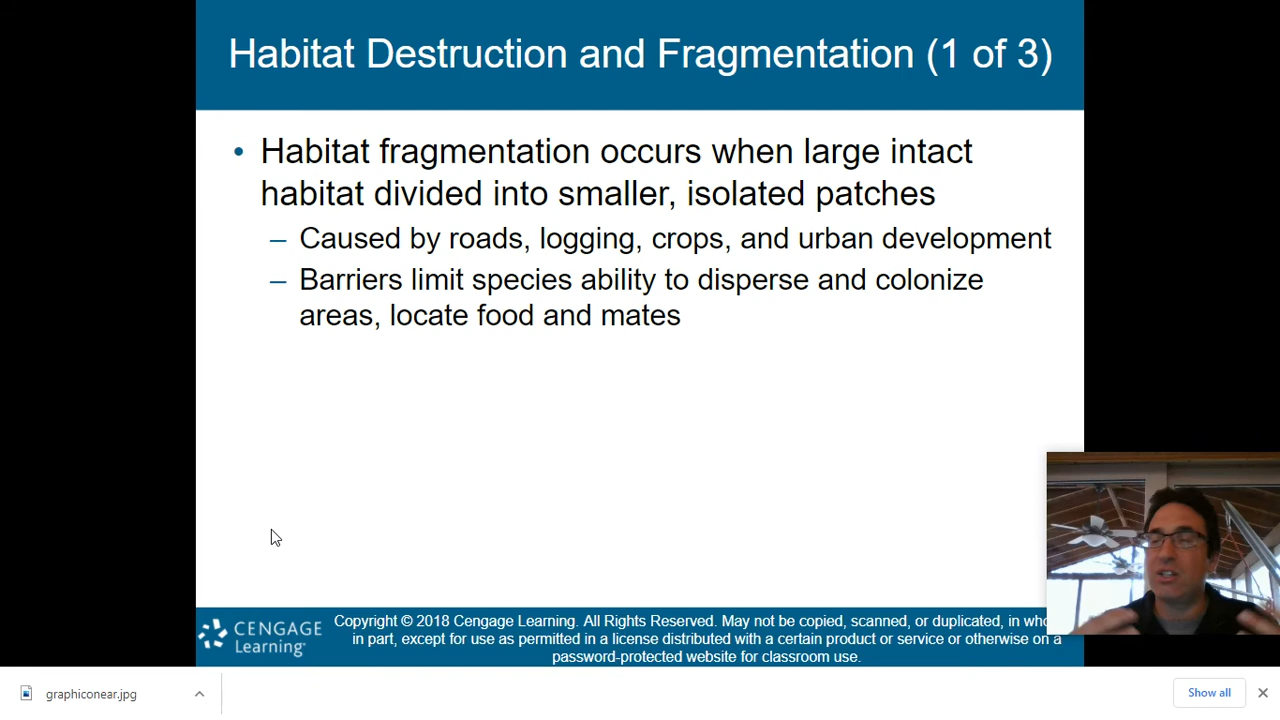 Habitat Destruction and Fragmentation (1 of 3)
• Habitat fragmentation occurs when large intact
habitat divided into smaller, isolated patches
– Caused by roads, logging, crops, and urban development
– Barriers limit species ability to disperse and colonize
areas, locate food and mates
CENGAGE
Learning
Copyright © 2018 Cengage Learning. All Rights Reserved. May not be copied, scanned, or duplicated, in
in part, except for use as permitted in a license distributed with a certain product or service or otherwise on a
password-protected website for classroom use.
graphiconear.jpg
Show all